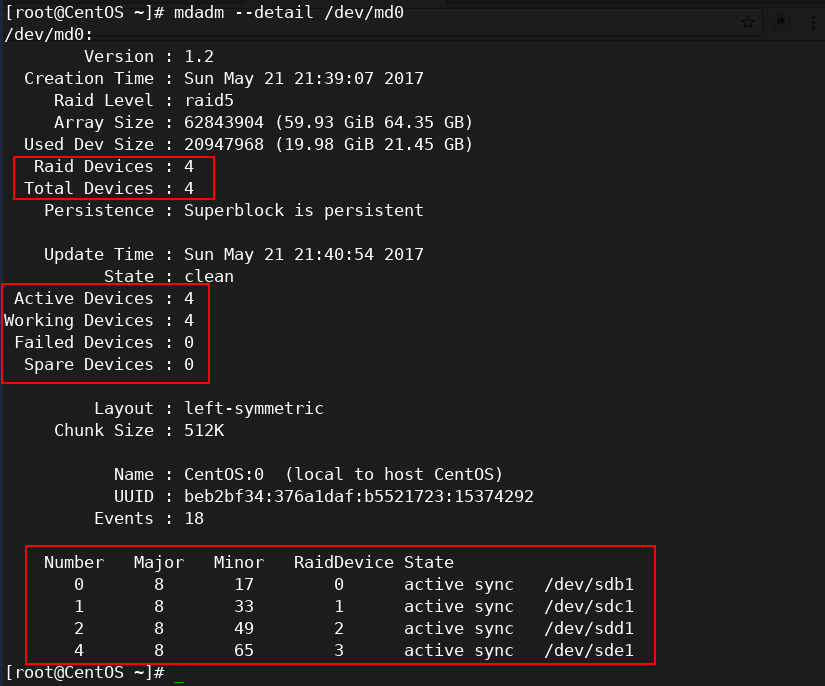 [root@CentOS ~]# mdadm --detail /dev/md0
/dev/md0:
        Version : 1.2
  Creation Time : Sun May 21 21:39:07 2017
     Raid Level : raid5
     Array Size : 62843904 (59.93 GiB 64.35 GB)
  Used Dev Size : 20947968 (19.98 GiB 21.45 GB)
   Raid Devices : 4
  Total Devices : 4
    Persistence : Superblock is persistent

    Update Time : Sun May 21 21:40:54 2017
          State : clean
 Active Devices : 4
Working Devices : 4
 Failed Devices : 0
  Spare Devices : 0

         Layout : left-symmetric
     Chunk Size : 512K

           Name : CentOS:0  (local to host CentOS)
           UUID : beb2bf34:376a1daf:b5521723:15374292
         Events : 18

    Number   Major   Minor   RaidDevice State
       0       8       17        0      active sync   /dev/sdb1
       1       8       33        1      active sync   /dev/sdc1
       2       8       49        2      active sync   /dev/sdd1
       4       8       65        3      active sync   /dev/sde1
[root@CentOS ~]# _